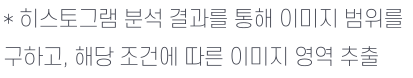 * 히스토그램 분석 결과를 통해 이미지 범위를
구하고, 해당 조건에 따른 이미지 영역 추출